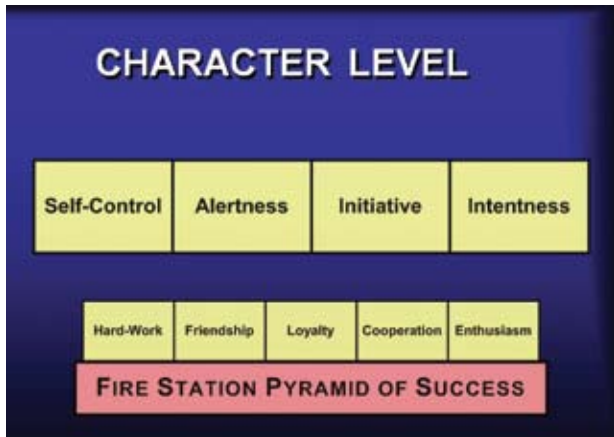 CHARACTER LEVEL
Self-Control Alertness Initiative Intentness
Hard-Work Friendship Loyalty Cooperation Enthusiasm
FIRE STATION PYRAMID OF SUCCESS